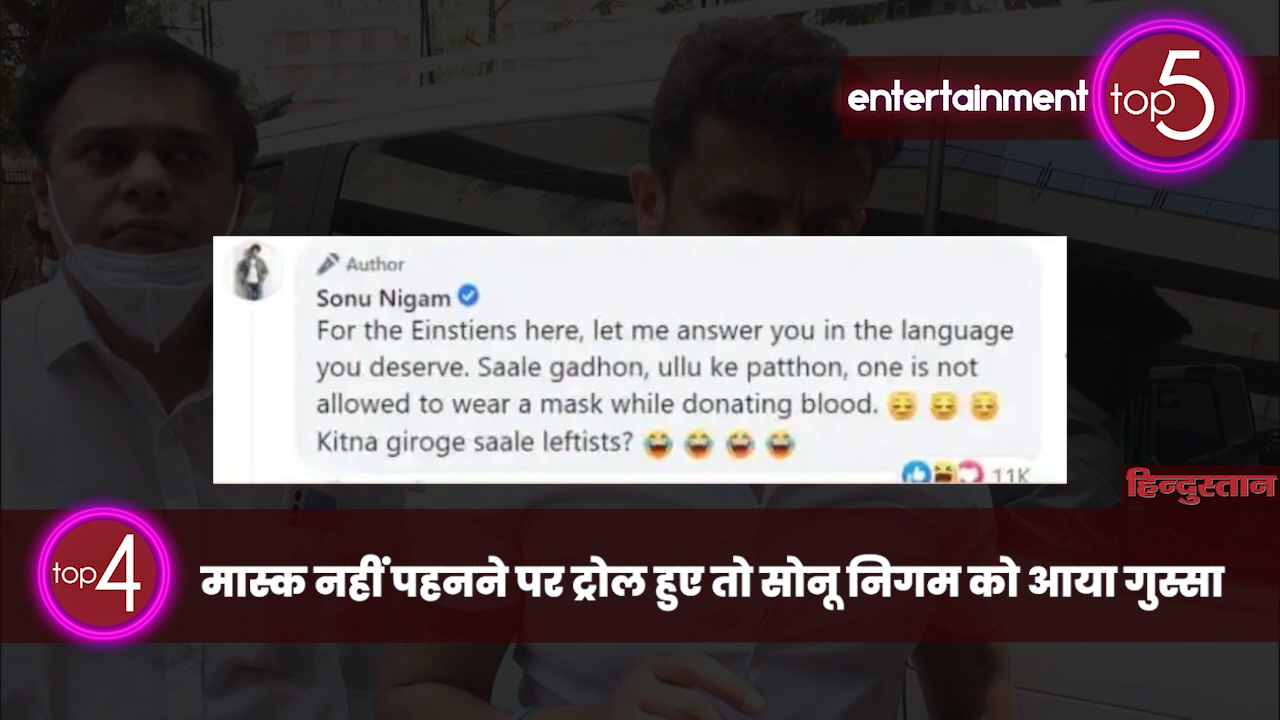 entertainment top5
Author
Sonu Nigam
For the Einstiens here, let me answer you in the language
you deserve. Saale gadhon, ullu ke patthon, one is not
allowed to wear a mask while donating blood.
Kitna giroge saale leftists?
11K
हिन्दुस्तान
top4 मास्क नहीं पहनने पर ट्रोल हुए तो सोनू निगम को आया गुस्सा